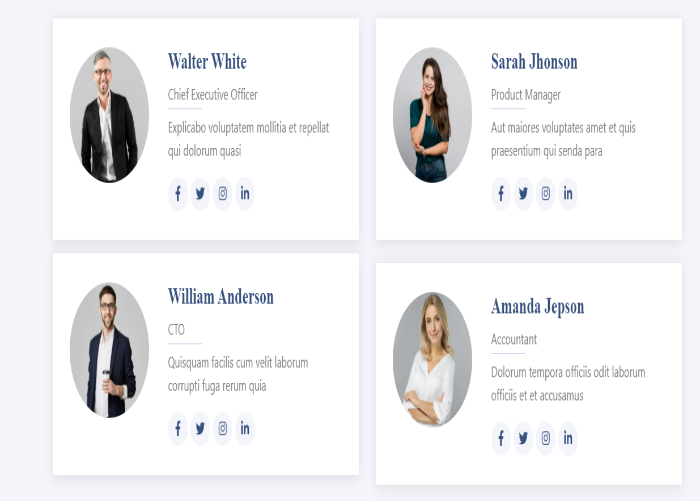 Walter White
Chief Executive Officer
Explicabo voluptatem mollitia et repellat
qui dolorum quasi
Sarah Jhonson
Product Manager
Aut maiores voluptates amet et quis
praesentium qui senda para
William Anderson
CTO
Quisquam facilis cum velit laborum
corrupti fuga rerum quia
Amanda Jepson
Accountant
Dolorum tempora officiis odit laborum
officiis et et accusamus